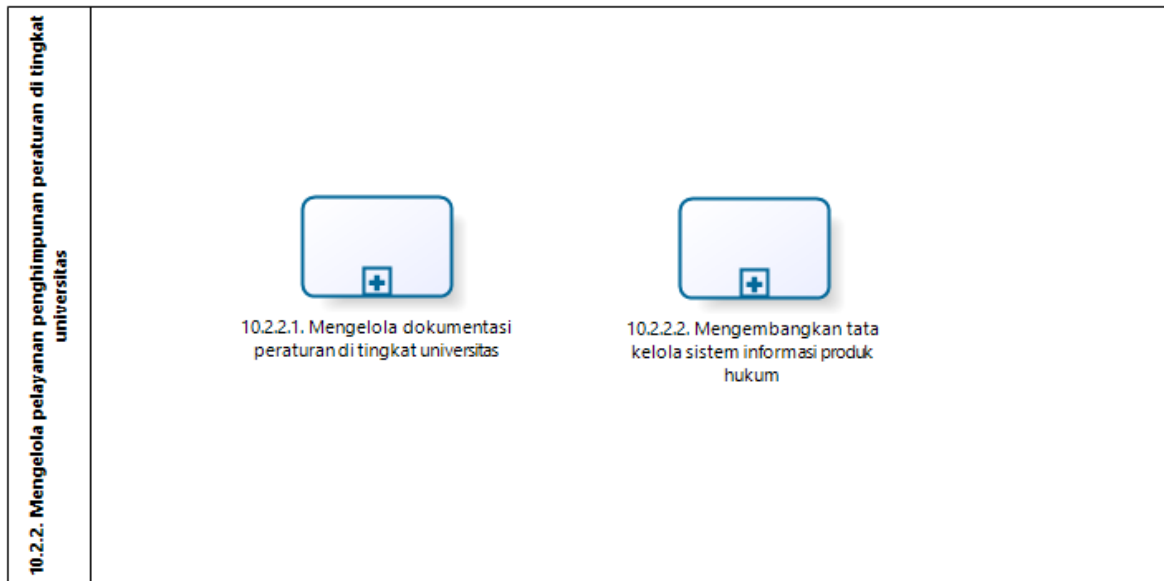 10.2.2. Mengelola pelayanan penghimpunan peraturan di tingkat
universitas
10.2.2.1. Mengelola dokumentasi
peraturan di tingkat universitas
10.2.2.2. Mengembangkan tata
kelola sistem informasi produk
hukum